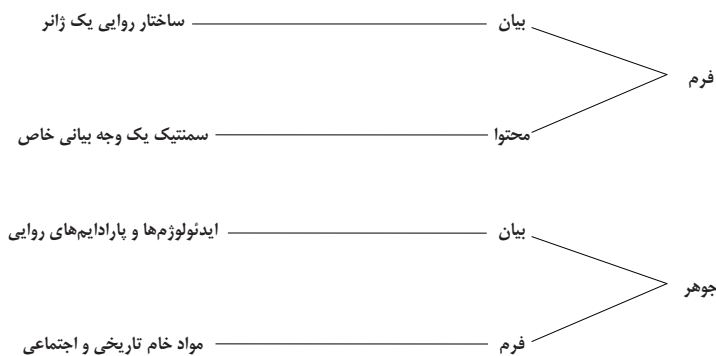 فرم
بیان
ساختار روایی یک ژانر
محتوا
سمنتیک یک وجه بیانی خاص
جوهر
بیان
ایدئولوژم‌ها و پارادایم‌های روایی
فرم
مواد خام تاریخی و اجتماعی